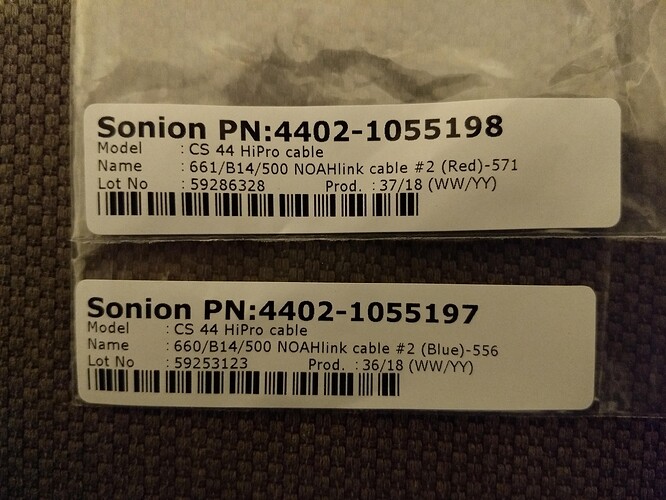 Sonion PN:4402-1055198
Model : CS 44 HiPro cable
Name : 661/B14/500 NOAHlink cable #2 (Red)-571
Lot No : 59286328 Prod. : 37/18 (WW/YY)
Sonion PN:4402-1055197
Model : CS 44 HiPro cable
Name : 660/B14/500 NOAHlink cable #2 (Blue)-556
Lot No : 59253123 Prod. : 36/18 (WW/YY)